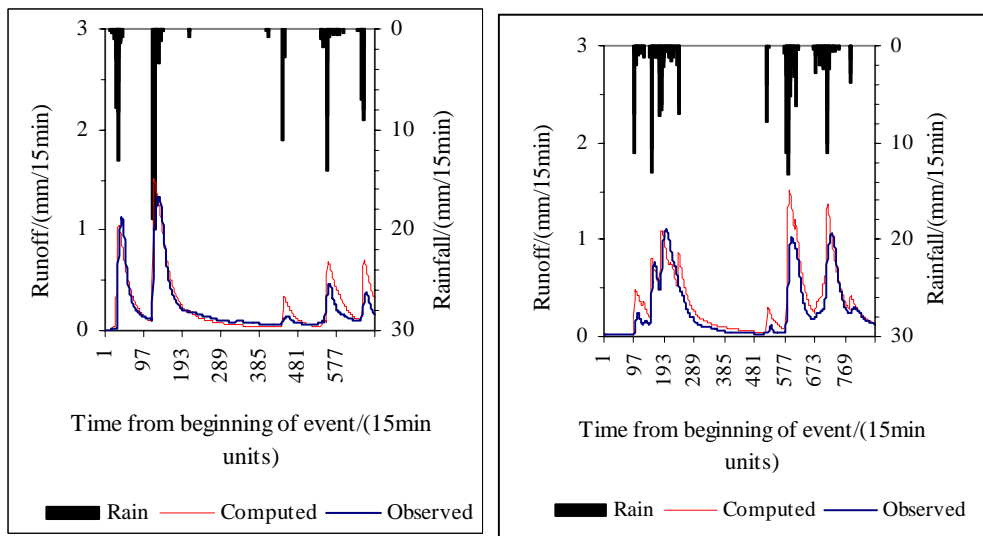 3
2
1
0
Runoff/(mm/15min)
0
10
20
30
Rainfall/(mm/15min)
1
97
193
289
385
481
577
Time from beginning of event/(15min
units)
Rain
Computed
Observed
3
2
1
0
Runoff/(mm/15min)
0
10
20
30
Rainfall/(mm/15min)
1
97
193
289
385
481
577
673
769
Time from beginning of event/(15min
units)
Rain
Computed
Observed